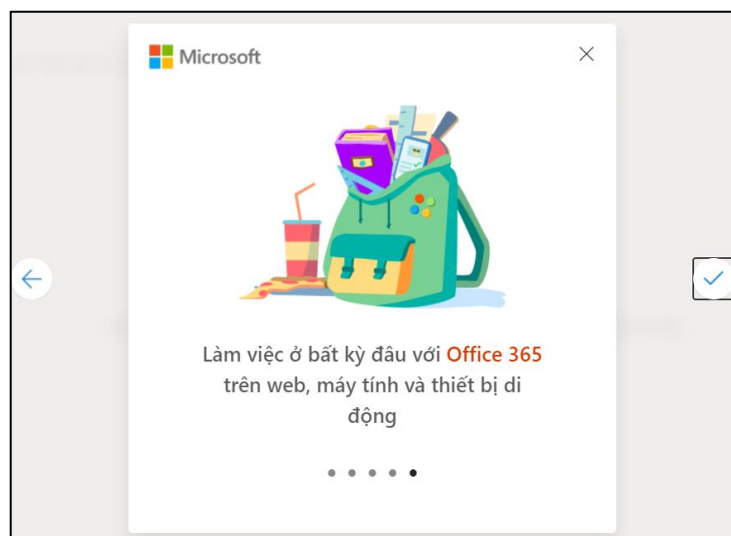 Microsoft
Làm việc ở bất kỳ đâu với Office 365
trên web, máy tính và thiết bị di
động